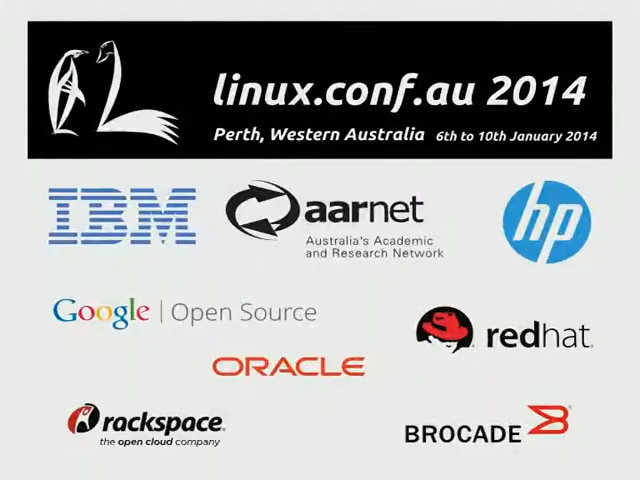 linux.conf.au 2014
Perth, Western Australia 6th to 10th January 2014
IBM
aarnet
Australia's Academic
and Research Network
hp
Google | Open Source
redhat.
ORACLE
rackspace.
the open cloud company
BROCADE